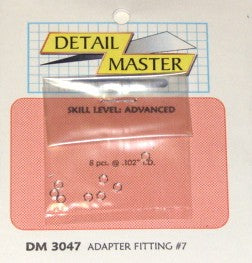 DETAIL
MASTER
SKILL LEVEL: ADVANCED
8 pcs. @ .102" I.D.
DM 3047 ADAPTER FITTING #7